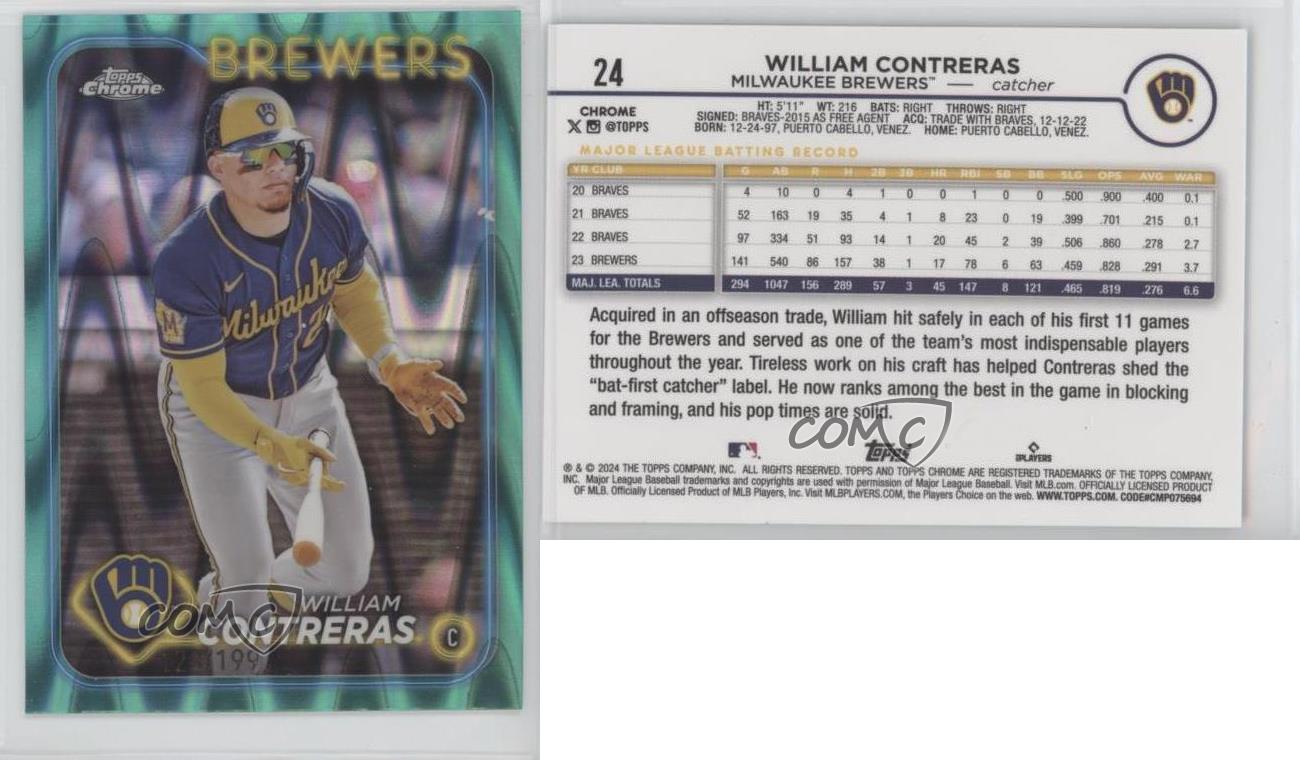 BREWERS
Topps
Chrome
Milwaukee
2
WILLIAM
CONTRERAS
C
/199
COMC
24
WILLIAM CONTRERAS
MILWAUKEE BREWERS™ — catcher
CHROME
@TOPPS
HT: 5'11" WT: 216 BATS: RIGHT THROWS: RIGHT
SIGNED: BRAVES-2015 AS FREE AGENT ACQ: TRADE WITH BRAVES, 12-12-22
BORN: 12-24-97, PUERTO CABELLO, VENEZ. HOME: PUERTO CABELLO, VENEZ.
MAJOR LEAGUE BATTING RECORD
YR CLUB G AB R H 2B 3B HR RBI SB BB SLG OPS AVG WAR
20 BRAVES 4 10 0 4 1 0 0 1 0 0 .500 .900 .400 0.1
21 BRAVES 52 163 19 35 4 1 8 23 0 19 .399 .701 .215 0.1
22 BRAVES 97 334 51 93 14 1 20 45 2 39 .506 .860 .278 2.7
23 BREWERS 141 540 86 157 38 1 17 78 6 63 .459 .828 .291 3.7
MAJ. LEA. TOTALS 294 1047 156 289 57 3 45 147 8 121 .465 .819 .276 6.6
Acquired in an offseason trade, William hit safely in each of his first 11 games
for the Brewers and served as one of the team's most indispensable players
throughout the year. Tireless work on his craft has helped Contreras shed the
"bat-first catcher" label. He now ranks among the best in the game in blocking
and framing, and his pop times are solid.
COMC
Topps
PLAYERS
® & © 2024 THE TOPPS COMPANY, INC. ALL RIGHTS RESERVED. TOPPS AND TOPPS CHROME ARE REGISTERED TRADEMARKS OF THE TOPPS COMPANY,
INC. Major League Baseball trademarks and copyrights are used with permission of Major League Baseball. Visit MLB.com. OFFICIALLY LICENSED PRODUCT
OF MLB. Officially Licensed Product of MLB Players, Inc. Visit MLBPLAYERS.COM, the Players Choice on the web. WWW.TOPPS.COM. CODE#CMP075694